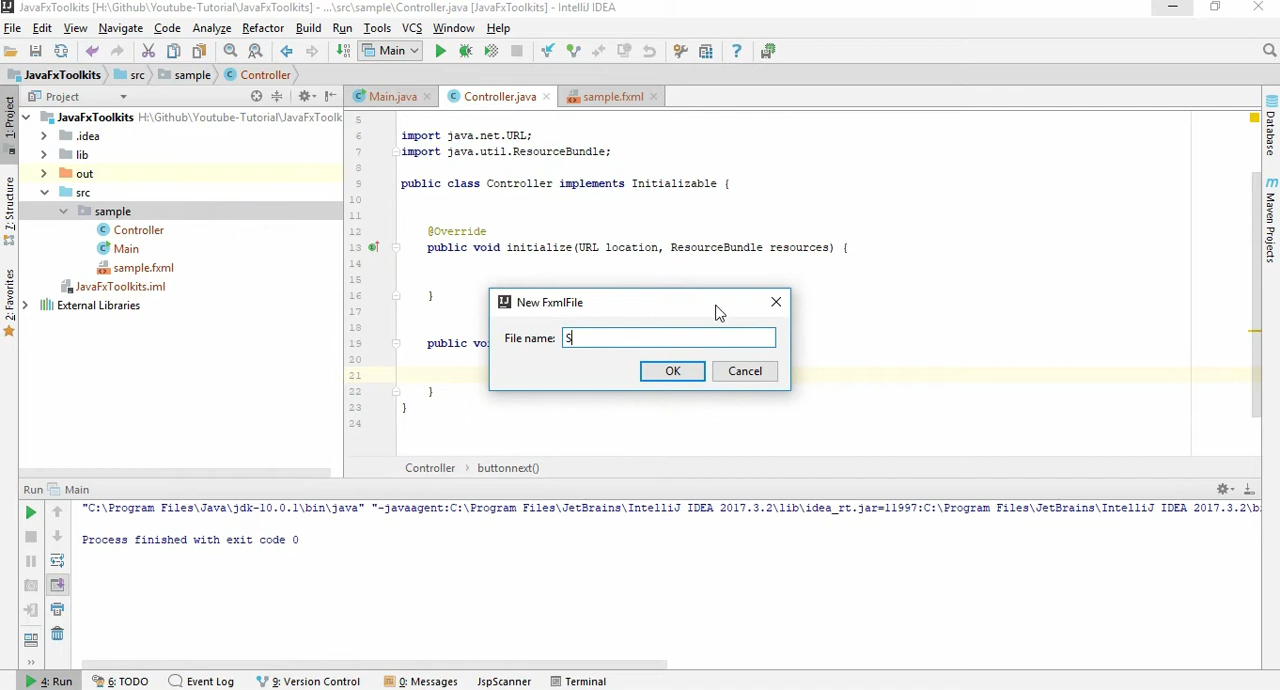 JavaFxToolkits [H:\Github\Youtube-Tutorial\JavaFxToolkits] - ...\src\sample\Controller.java [JavaFxToolkits] - IntelliJ IDEA
File Edit View Navigate Code Analyze Refactor Build Run Tools VCS Window Help
Main
JavaFxToolkits src sample Controller
Project
Main.java Controller.java sample.fxml
1: Project
7: Structure
2: Favorites
Database
Maven Projects
JavaFxToolkits H:\Github\Youtube-Tutorial\JavaFxToolk
.idea
lib
out
src
sample
Controller
Main
sample.fxml
JavaFxToolkits.iml
External Libraries
5
6 import java.net.URL;
7 import java.util.ResourceBundle;
8
9 public class Controller implements Initializable {
10
11
12 @Override
13 public void initialize(URL location, ResourceBundle resources) {
14
15
16 }
17
18
19 public voi
20
21
22 }
23 }
24
New FxmlFile
File name: S
OK Cancel
Controller › buttonnext()
Run Main
"C:\Program Files\Java\jdk-10.0.1\bin\java" "-javaagent:C:\Program Files\JetBrains\IntelliJ IDEA 2017.3.2\lib\idea_rt.jar=11997:C:\Program Files\JetBrains\IntelliJ IDEA 2017.3.2\b
Process finished with exit code 0
4: Run 6: TODO Event Log 9: Version Control 0: Messages JspScanner Terminal